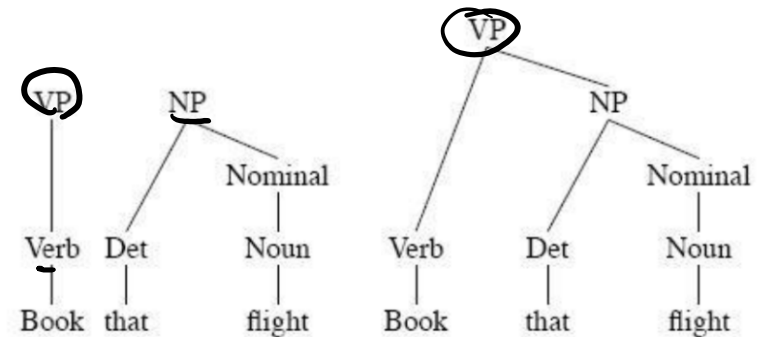 VP
VP NP NP
Nominal Nominal
Verb Det Noun Verb Det Noun
Book that flight Book that flight